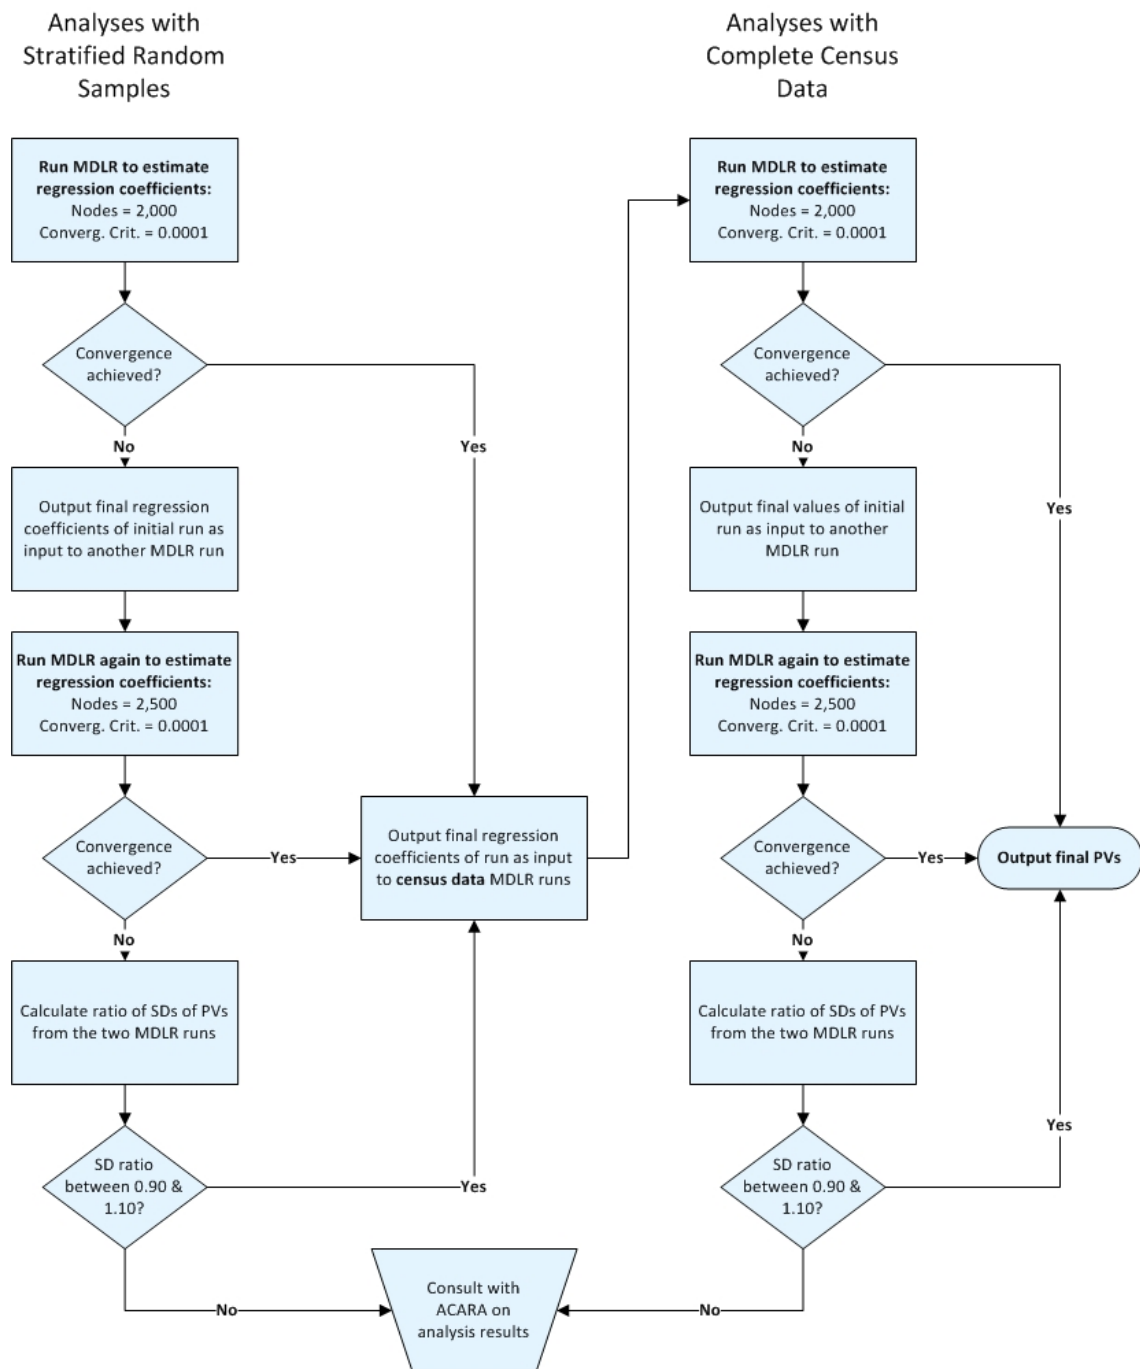 Analyses with
Stratified Random
Samples
Run MDLR to estimate
regression coefficients:
Nodes = 2,000
Converg. Crit. = 0.0001
Convergence
achieved?
No
Yes
Output final regression
coefficients of initial run as
input to another MDLR run
Run MDLR again to estimate
regression coefficients:
Nodes = 2,500
Converg. Crit. = 0.0001
Convergence
achieved?
Yes
No
Output final regression
coefficients of run as input
to census data MDLR runs
Calculate ratio of SDs of PVs
from the two MDLR runs
SD ratio
between 0.90 &
1.10?
Yes
No
Consult with
ACARA on
analysis results
Analyses with
Complete Census
Data
Run MDLR to estimate
regression coefficients:
Nodes = 2,000
Converg. Crit. = 0.0001
Convergence
achieved?
No
Yes
Output final values of initial
run as input to another
MDLR run
Run MDLR again to estimate
regression coefficients:
Nodes = 2,500
Converg. Crit. = 0.0001
Convergence
achieved?
Yes
Output final PVs
No
Calculate ratio of SDs of PVs
from the two MDLR runs
SD ratio
between 0.90 &
1.10?
Yes
No